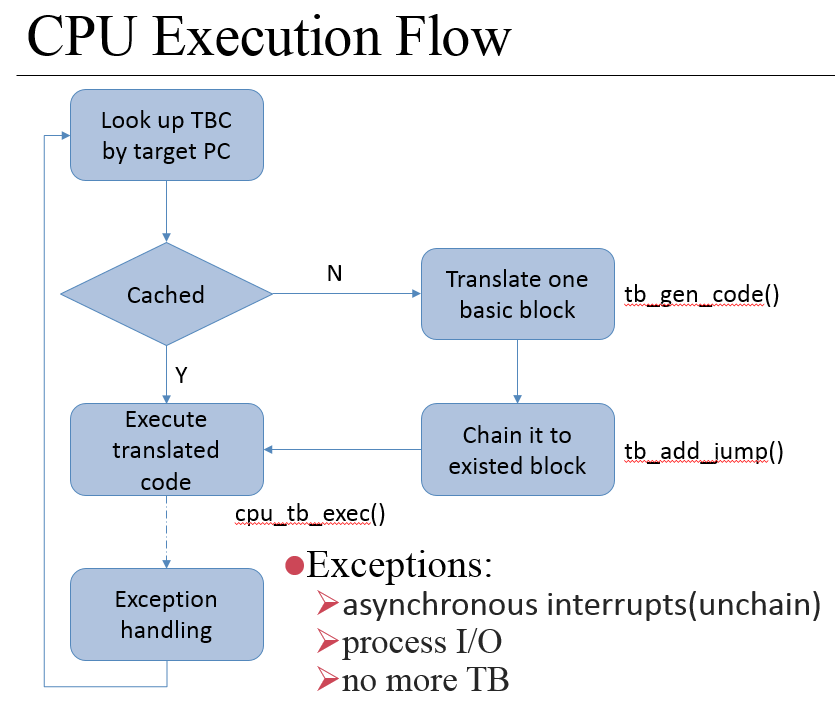 CPU Execution Flow
Look up TBC
by target PC
Cached
N
Translate one
basic block
tb_gen_code()
Y
Execute
translated
code
Chain it to
existed block
tb_add_jump()
cpu_tb_exec()
Exception
handling
Exceptions:
asynchronous interrupts(unchain)
process I/O
no more TB